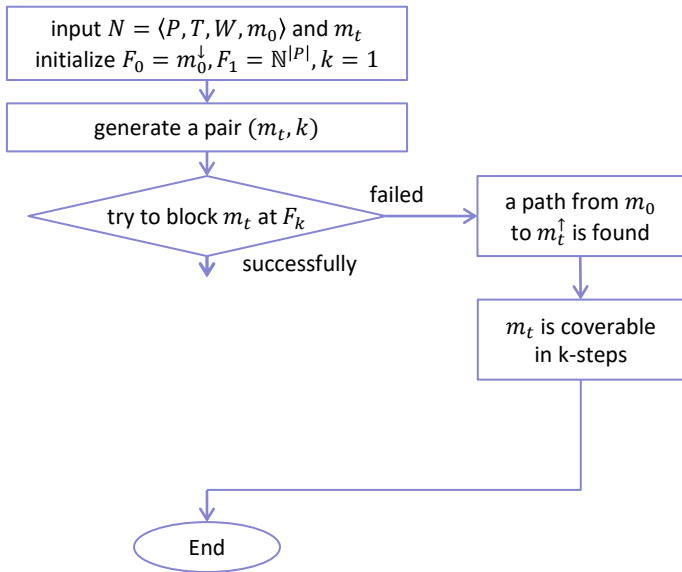 input N = ⟨P, T, W, m₀⟩ and mₜ
initialize F₀ = m₀↓, F₁ = ℕ^|P|, k = 1
generate a pair (mₜ, k)
try to block mₜ at Fₖ
failed
successfully
a path from m₀
to mₜ↑ is found
mₜ is coverable
in k-steps
End